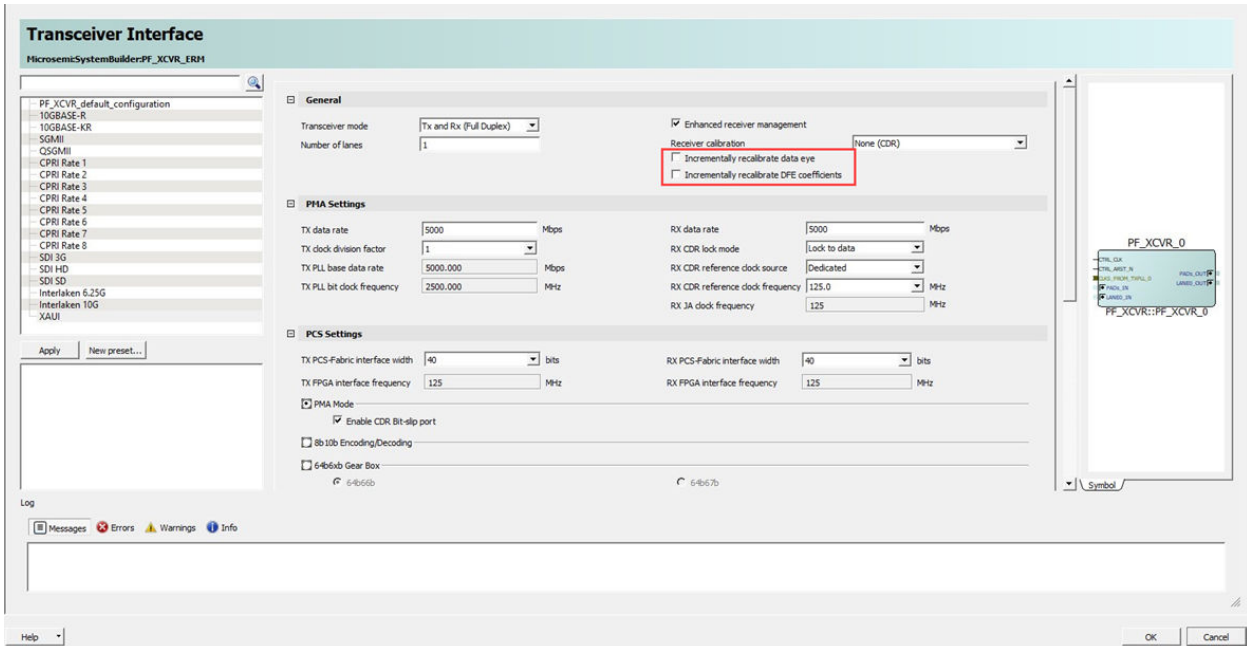 Transceiver Interface
Microsemi:SystemBuilder:PF_XCVR_ERM
PF_XCVR_default_configuration
10GBASE-R
10GBASE-KR
SGMII
QSGMII
CPRI Rate 1
CPRI Rate 2
CPRI Rate 3
CPRI Rate 4
CPRI Rate 5
CPRI Rate 6
CPRI Rate 7
CPRI Rate 8
SDI 3G
SDI HD
SDI SD
Interlaken 6.25G
Interlaken 10G
XAUI
Apply New preset...
General
Transceiver mode Tx and Rx (Full Duplex) Enhanced receiver management
Number of lanes 1 Receiver calibration None (CDR)
Incrementally recalibrate data eye
Incrementally recalibrate DFE coefficients
PMA Settings
TX data rate 5000 Mbps RX data rate 5000 Mbps
TX clock division factor 1 RX CDR lock mode Lock to data
TX PLL base data rate 5000.000 Mbps RX CDR reference clock source Dedicated
TX PLL bit clock frequency 2500.000 MHz RX CDR reference clock frequency 125.0 MHz
RX JA clock frequency 125 MHz
PCS Settings
TX PCS-Fabric interface width 40 bits RX PCS-Fabric interface width 40 bits
TX FPGA interface frequency 125 MHz RX FPGA interface frequency 125 MHz
PMA Mode
Enable CDR Bit-slip port
8b10b Encoding/Decoding
64b6xb Gear Box
64b66b 64b67b
PF_XCVR_0
CTRL_CLK
CTRL_ARST_N
CLKS_FROM_TXPLL_0
PADs_IN
LANE0_IN
PADs_OUT
LANE0_OUT
PF_XCVR::PF_XCVR_0
Symbol
Log
Messages Errors Warnings Info
Help OK Cancel